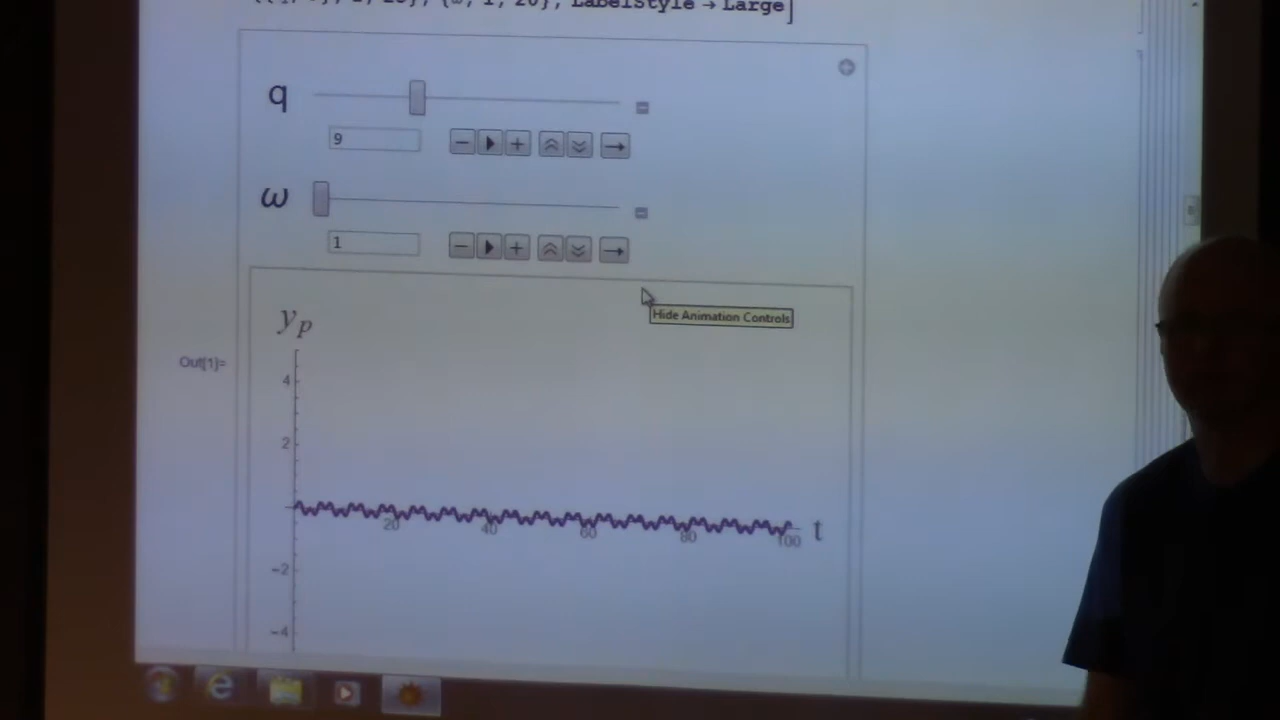 LabelStyle → Large]
q
9
ω
1
Hide Animation Controls
yp
Out[1]=
4
2
20 40 60 80 100 t
-2
-4